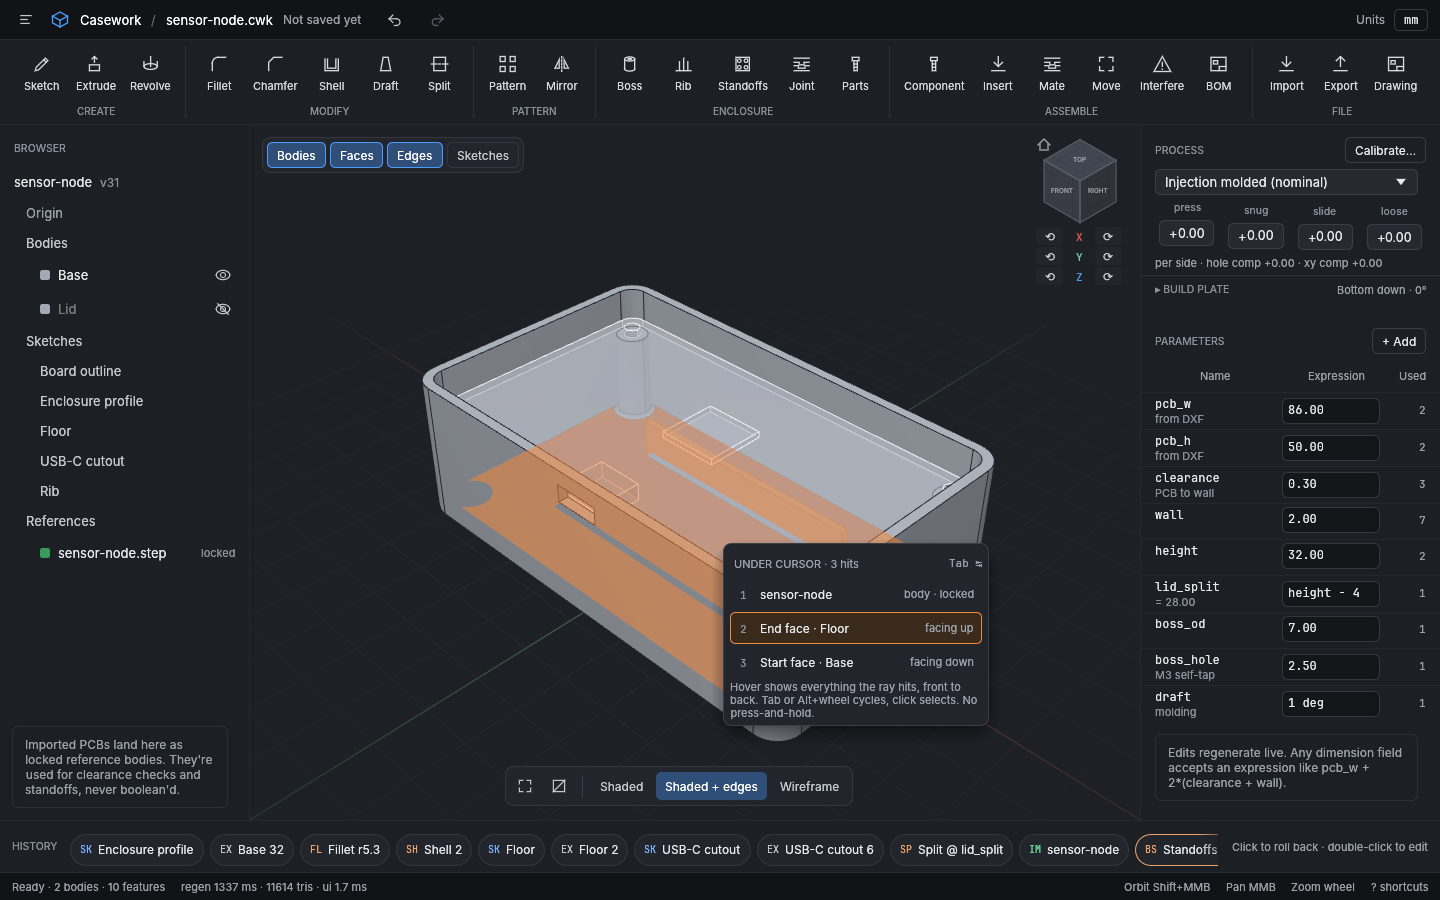 Casework / sensor-node.cwk Not saved yet
Units mm
Sketch Extrude Revolve
CREATE
Fillet Chamfer Shell Draft Split
MODIFY
Pattern Mirror
PATTERN
Boss Rib Standoffs Joint Parts
ENCLOSURE
Component Insert Mate Move Interfere BOM
ASSEMBLE
Import Export Drawing
FILE
BROWSER
sensor-node v31
Origin
Bodies
Base
Lid
Sketches
Board outline
Enclosure profile
Floor
USB-C cutout
Rib
References
sensor-node.step locked
Imported PCBs land here as
locked reference bodies. They're
used for clearance checks and
standoffs, never boolean'd.
Bodies Faces Edges Sketches
TOP
FRONT RIGHT
⟲ X ⟳
⟲ Y ⟳
⟲ Z ⟳
UNDER CURSOR · 3 hits Tab ⇆
1 sensor-node body · locked
2 End face · Floor facing up
3 Start face · Base facing down
Hover shows everything the ray hits, front to
back. Tab or Alt+wheel cycles, click selects. No
press-and-hold.
Shaded Shaded + edges Wireframe
PROCESS Calibrate...
Injection molded (nominal)
press snug slide loose
+0.00 +0.00 +0.00 +0.00
per side · hole comp +0.00 · xy comp +0.00
▸ BUILD PLATE Bottom down · 0°
PARAMETERS + Add
Name Expression Used
pcb_w 86.00 2
from DXF
pcb_h 50.00 2
from DXF
clearance 0.30 3
PCB to wall
wall 2.00 7
height 32.00 2
lid_split height - 4 1
= 28.00
boss_od 7.00 1
boss_hole 2.50 1
M3 self-tap
draft 1 deg 1
molding
Edits regenerate live. Any dimension field
accepts an expression like pcb_w +
2*(clearance + wall).
HISTORY SK Enclosure profile EX Base 32 FL Fillet r5.3 SH Shell 2 SK Floor EX Floor 2 SK USB-C cutout EX USB-C cutout 6 SP Split @ lid_split IM sensor-node BS Standoffs Click to roll back · double-click to edit
Ready · 2 bodies · 10 features regen 1337 ms · 11614 tris · ui 1.7 ms
Orbit Shift+MMB Pan MMB Zoom wheel ? shortcuts